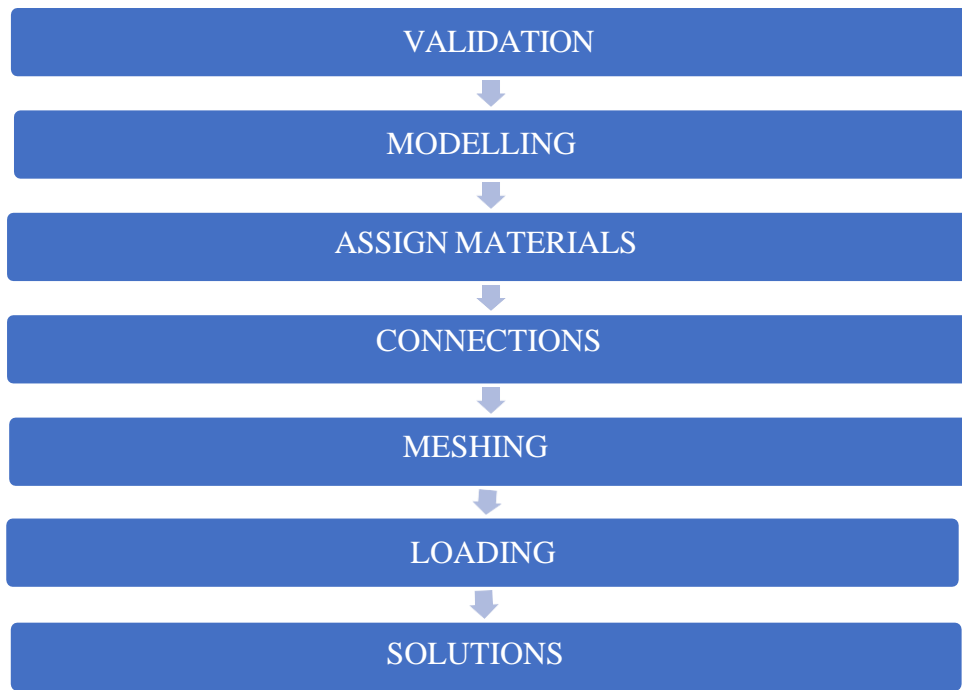 VALIDATION
MODELLING
ASSIGN MATERIALS
CONNECTIONS
MESHING
LOADING
SOLUTIONS